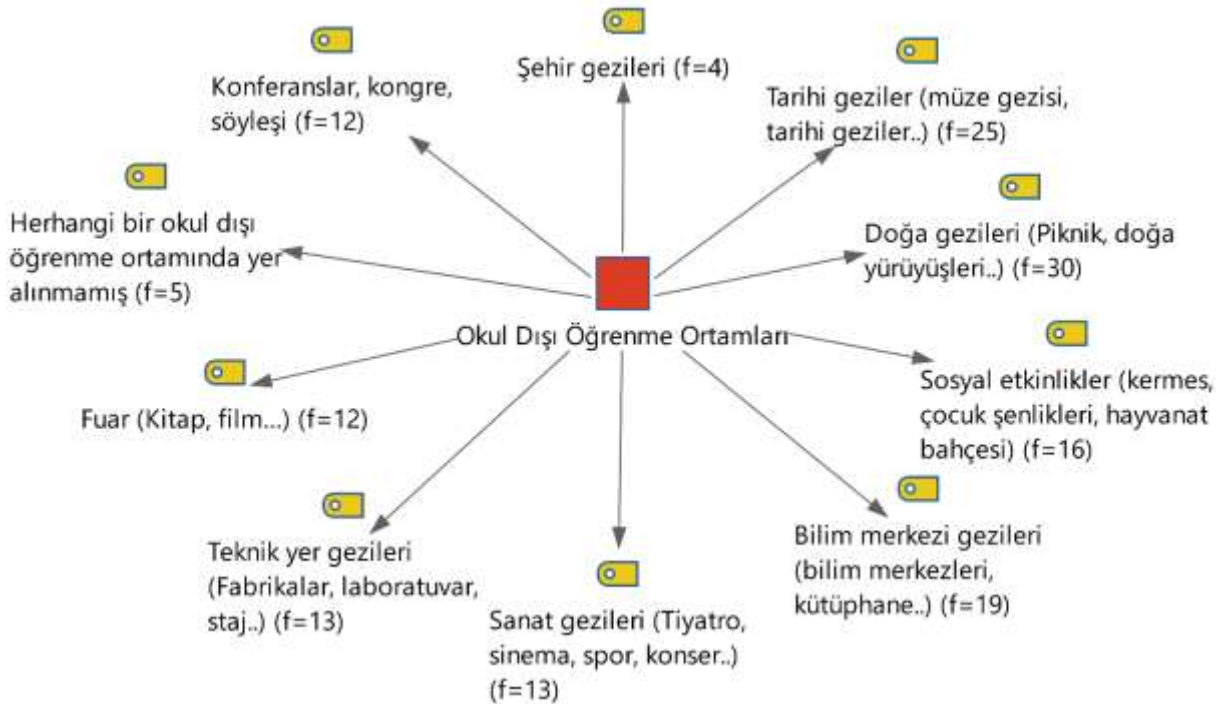 Şehir gezileri (f=4)
Konferanslar, kongre,
söyleşi (f=12)
Tarihi geziler (müze gezisi,
tarihi geziler..) (f=25)
Herhangi bir okul dışı
öğrenme ortamında yer
alınmamış (f=5)
Doğa gezileri (Piknik, doğa
yürüyüşleri..) (f=30)
Okul Dışı Öğrenme Ortamları
Sosyal etkinlikler (kermes,
çocuk şenlikleri, hayvanat
bahçesi) (f=16)
Fuar (Kitap, film...) (f=12)
Bilim merkezi gezileri
(bilim merkezleri,
kütüphane..) (f=19)
Teknik yer gezileri
(Fabrikalar, laboratuvar,
staj..) (f=13)
Sanat gezileri (Tiyatro,
sinema, spor, konser..)
(f=13)